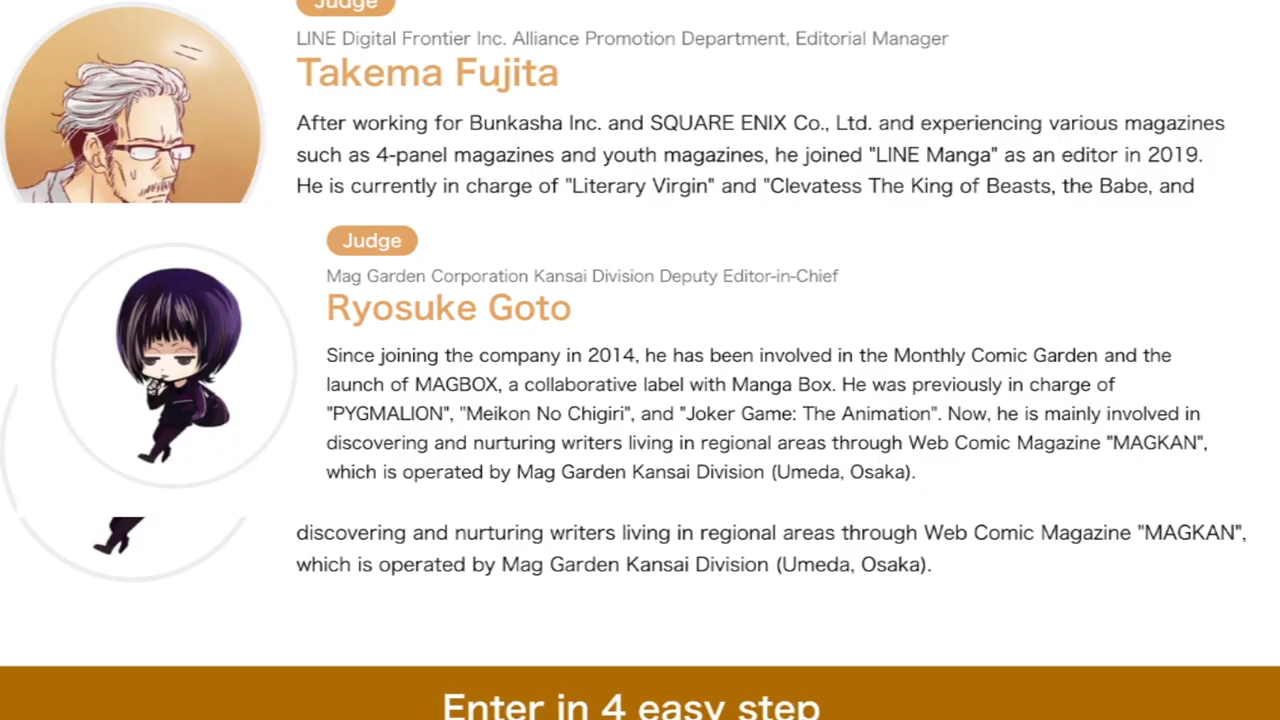 Judge
LINE Digital Frontier Inc. Alliance Promotion Department, Editorial Manager
Takema Fujita
After working for Bunkasha Inc. and SQUARE ENIX Co., Ltd. and experiencing various magazines
such as 4-panel magazines and youth magazines, he joined "LINE Manga" as an editor in 2019.
He is currently in charge of "Literary Virgin" and "Clevatess The King of Beasts, the Babe, and
Judge
Mag Garden Corporation Kansai Division Deputy Editor-in-Chief
Ryosuke Goto
Since joining the company in 2014, he has been involved in the Monthly Comic Garden and the
launch of MAGBOX, a collaborative label with Manga Box. He was previously in charge of
"PYGMALION", "Meikon No Chigiri", and "Joker Game: The Animation". Now, he is mainly involved in
discovering and nurturing writers living in regional areas through Web Comic Magazine "MAGKAN",
which is operated by Mag Garden Kansai Division (Umeda, Osaka).
discovering and nurturing writers living in regional areas through Web Comic Magazine "MAGKAN",
which is operated by Mag Garden Kansai Division (Umeda, Osaka).
Enter in 4 easy step